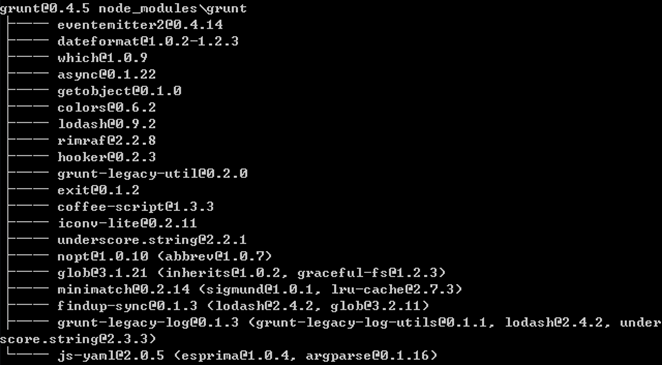 grunt@0.4.5 node_modules\grunt
├──── eventemitter2@0.4.14
├──── dateformat@1.0.2-1.2.3
├──── which@1.0.9
├──── async@0.1.22
├──── getobject@0.1.0
├──── colors@0.6.2
├──── lodash@0.9.2
├──── rimraf@2.2.8
├──── hooker@0.2.3
├──── grunt-legacy-util@0.2.0
├──── exit@0.1.2
├──── coffee-script@1.3.3
├──── iconv-lite@0.2.11
├──── underscore.string@2.2.1
├──── nopt@1.0.10 (abbrev@1.0.7)
├──── glob@3.1.21 (inherits@1.0.2, graceful-fs@1.2.3)
├──── minimatch@0.2.14 (sigmund@1.0.1, lru-cache@2.7.3)
├──── findup-sync@0.1.3 (lodash@2.4.2, glob@3.2.11)
├──── grunt-legacy-log@0.1.3 (grunt-legacy-log-utils@0.1.1, lodash@2.4.2, under
score.string@2.3.3)
└──── js-yaml@2.0.5 (esprima@1.0.4, argparse@0.1.16)